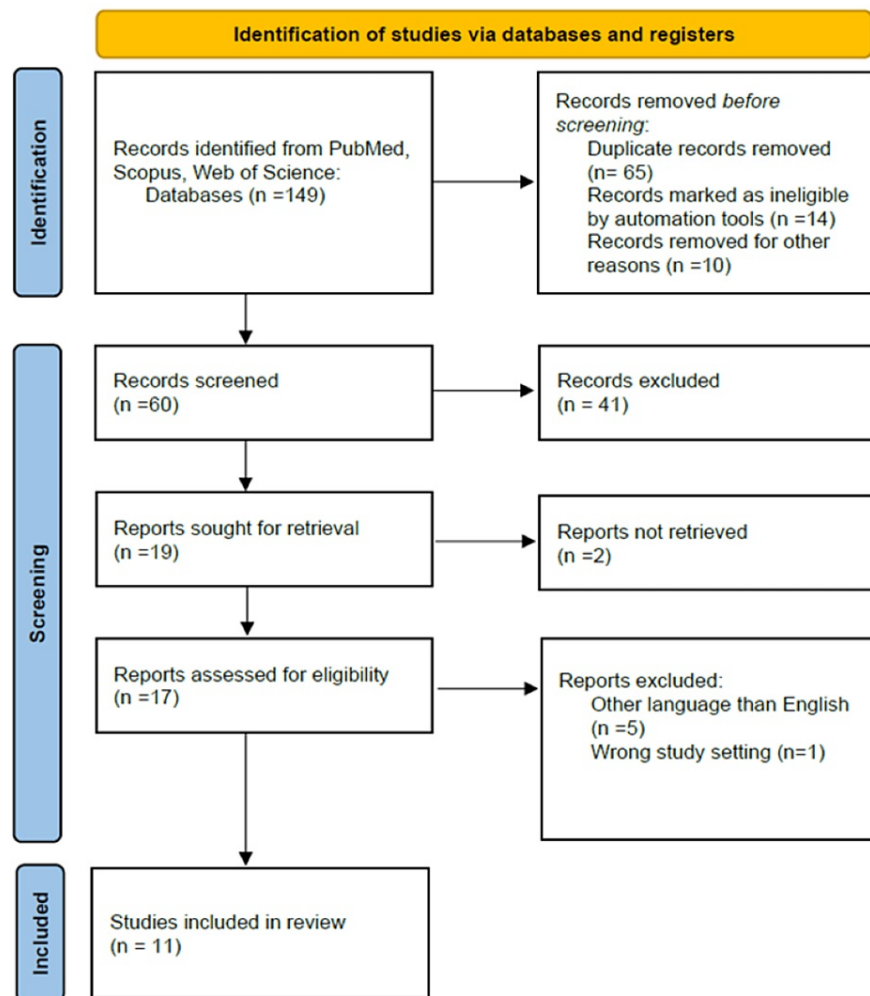 Identification of studies via databases and registers
Identification
Records identified from PubMed,
Scopus, Web of Science:
Databases (n =149)
Records removed before
screening:
Duplicate records removed
(n= 65)
Records marked as ineligible
by automation tools (n =14)
Records removed for other
reasons (n =10)
Screening
Records screened
(n =60)
Records excluded
(n = 41)
Reports sought for retrieval
(n =19)
Reports not retrieved
(n =2)
Reports assessed for eligibility
(n =17)
Reports excluded:
Other language than English
(n =5)
Wrong study setting (n=1)
Included
Studies included in review
(n = 11)